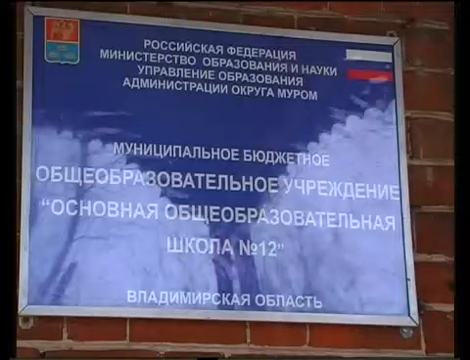 РОССИЙСКАЯ ФЕДЕРАЦИЯ
МИНИСТЕРСТВО ОБРАЗОВАНИЯ И НАУКИ
УПРАВЛЕНИЕ ОБРАЗОВАНИЯ
АДМИНИСТРАЦИИ ОКРУГА МУРОМ
МУНИЦИПАЛЬНОЕ БЮДЖЕТНОЕ
ОБЩЕОБРАЗОВАТЕЛЬНОЕ УЧРЕЖДЕНИЕ
"ОСНОВНАЯ ОБЩЕОБРАЗОВАТЕЛЬНАЯ
ШКОЛА №12"
ВЛАДИМИРСКАЯ ОБЛАСТЬ